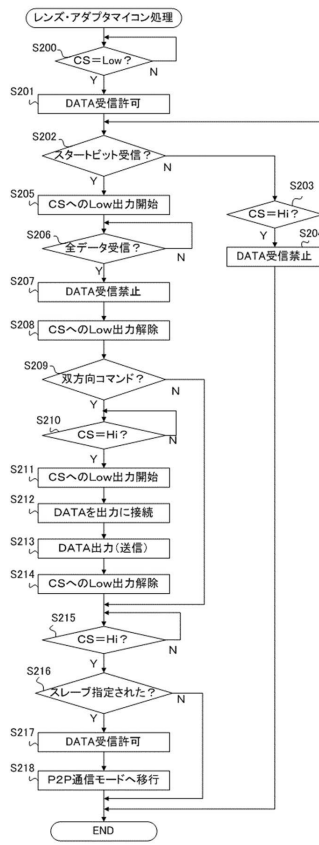 レンズ・アダプタマイコン処理
S200
CS=Low?
Y
N
S201
DATA受信許可
S202
スタートビット受信?
Y
N
S203
CS=Hi?
Y
N
S204
DATA受信禁止
S205
CSへのLow出力開始
S206
全データ受信?
Y
N
S207
DATA受信禁止
S208
CSへのLow出力解除
S209
双方向コマンド?
Y
N
S210
CS=Hi?
Y
N
S211
CSへのLow出力開始
S212
DATAを出力に接続
S213
DATA出力(送信)
S214
CSへのLow出力解除
S215
CS=Hi?
Y
N
S216
スレーブ指定された?
Y
N
S217
DATA受信許可
S218
P2P通信モードへ移行
END